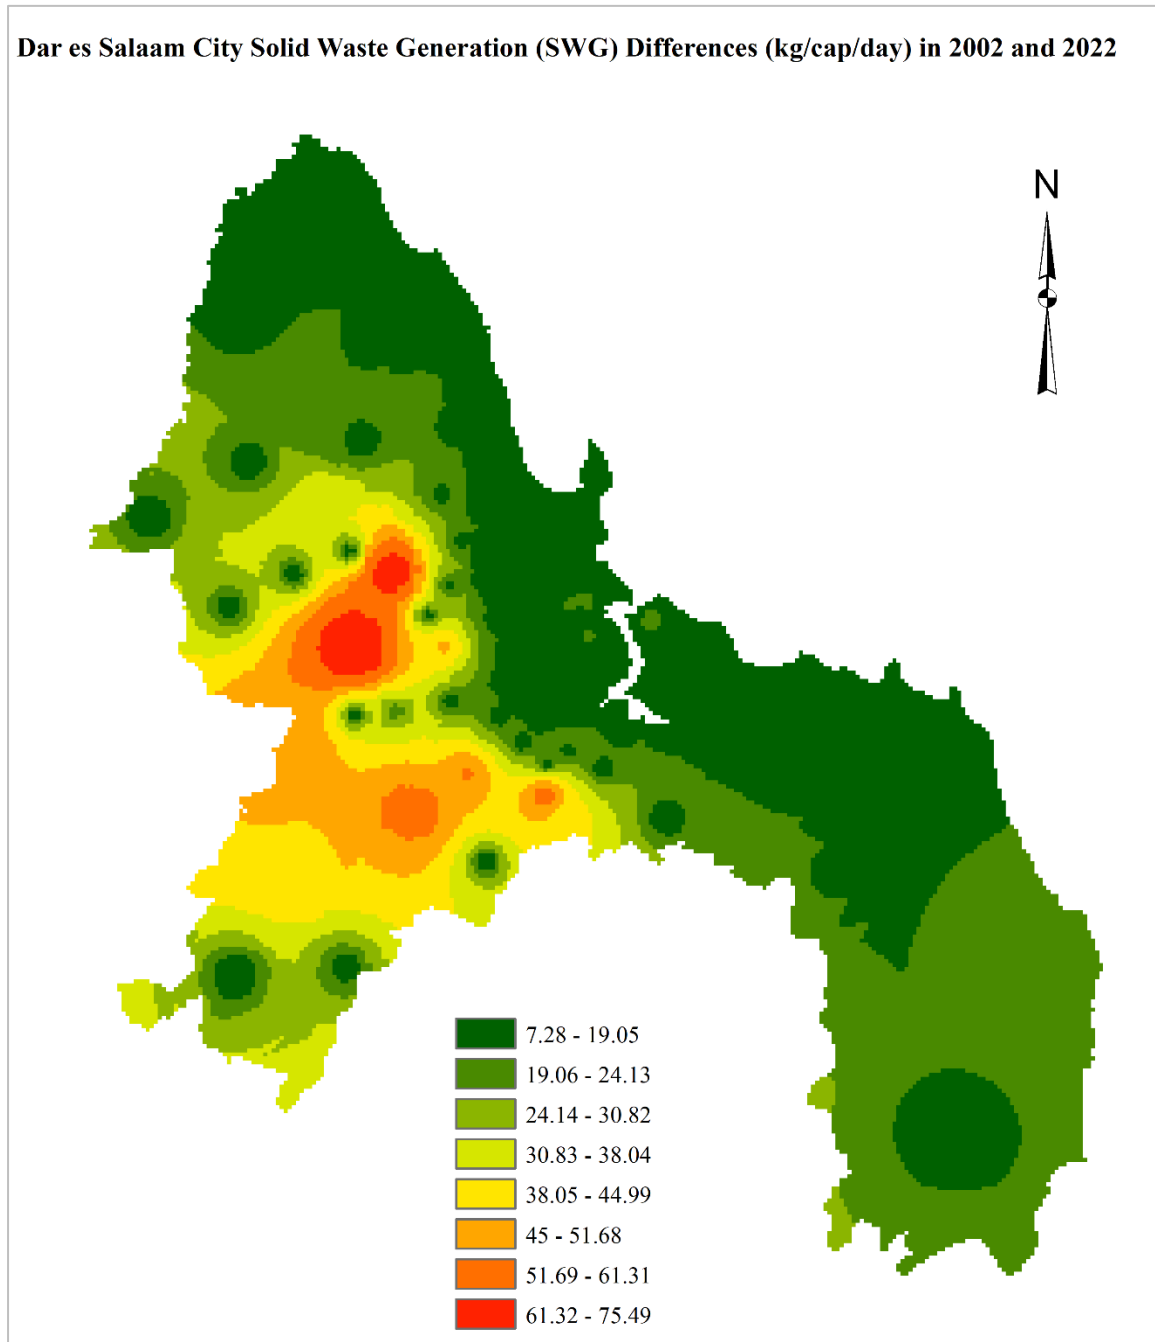 Dar es Salaam City Solid Waste Generation (SWG) Differences (kg/cap/day) in 2002 and 2022
N
7.28 - 19.05
19.06 - 24.13
24.14 - 30.82
30.83 - 38.04
38.05 - 44.99
45 - 51.68
51.69 - 61.31
61.32 - 75.49